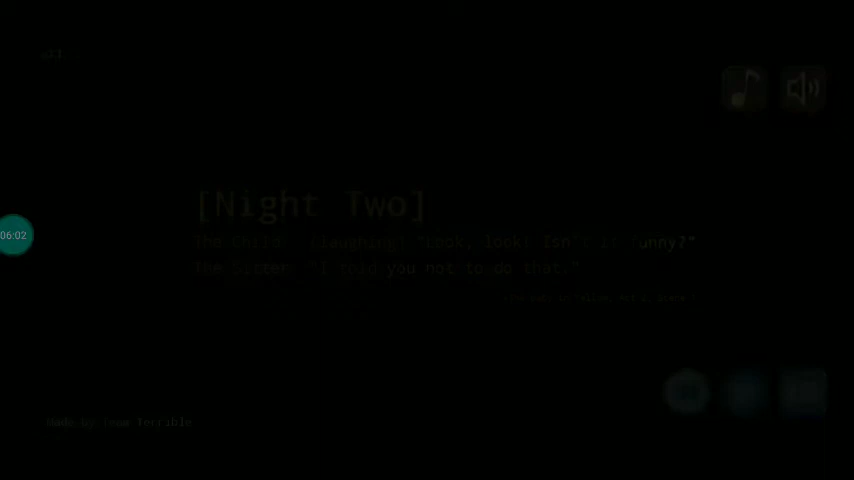 06:02
[Night Two]
The Child: (laughing) "Look, look! Isn't it funny?"
The Sister: "I told you not to do that."
Made by Team Terrible